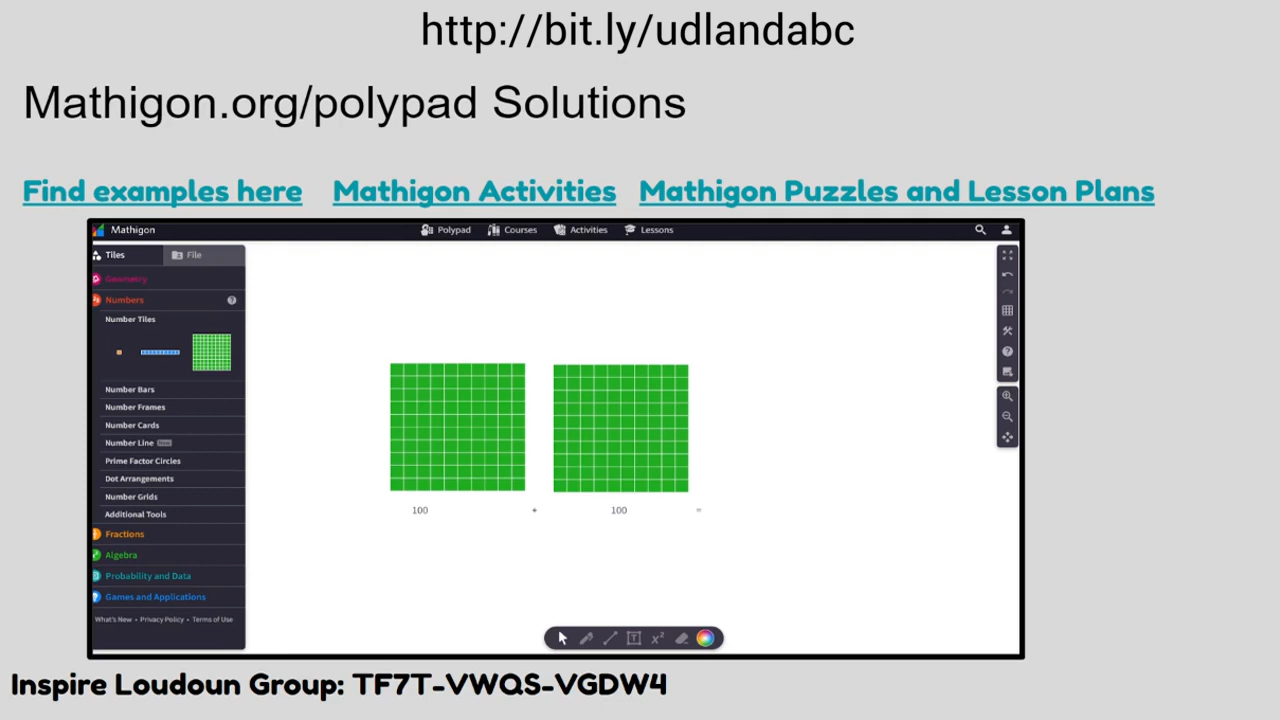 http://bit.ly/udlandabc
Mathigon.org/polypad Solutions
Find examples here Mathigon Activities Mathigon Puzzles and Lesson Plans
Mathigon Polypad Courses Activities Lessons
Tiles File
Geometry
Numbers
Number Tiles
Number Bars
Number Frames
Number Cards
Number Line New
Prime Factor Circles
Dot Arrangements
Number Grids
Additional Tools
Fractions
Algebra
Probability and Data
Games and Applications
What's New • Privacy Policy • Terms of Use
100 + 100 =
T x²
Inspire Loudoun Group: TF7T-VWQS-VGDW4